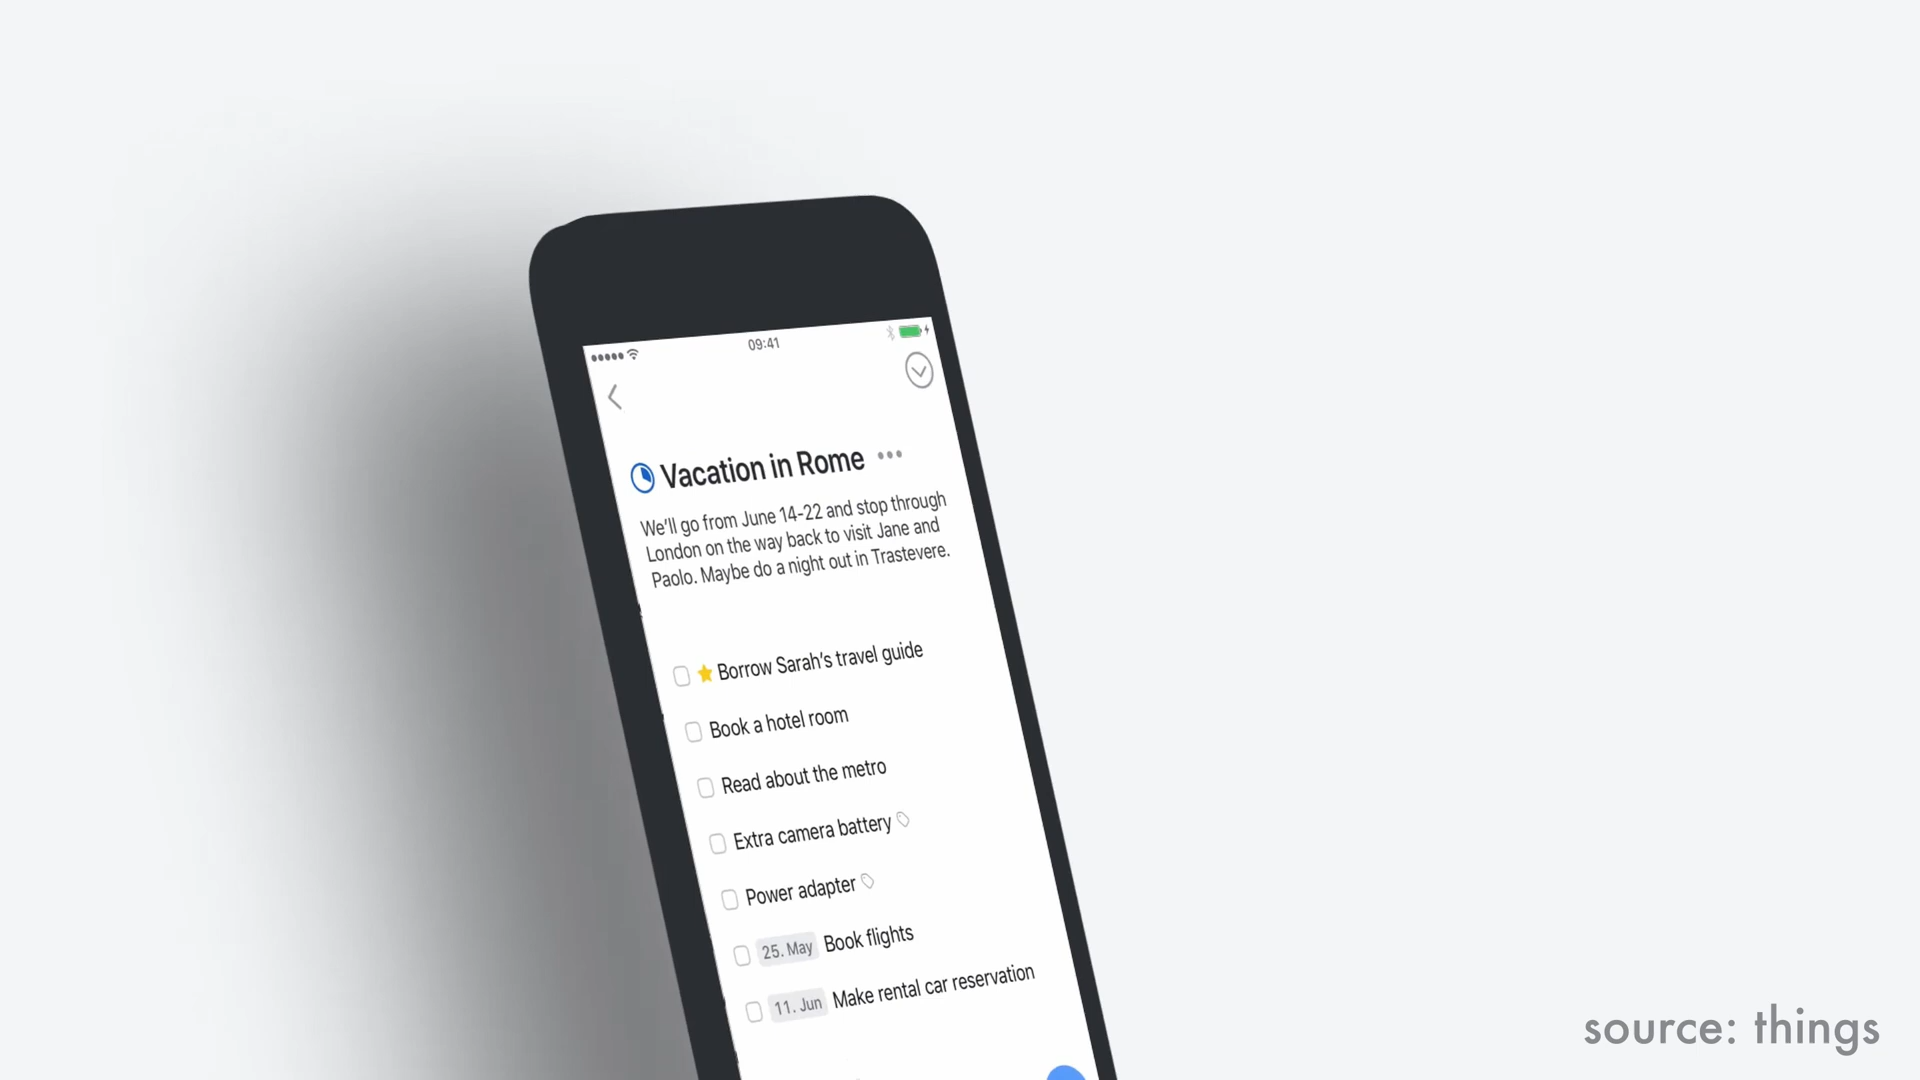 09:41
Vacation in Rome
We'll go from June 14-22 and stop through
London on the way back to visit Jane and
Paolo. Maybe do a night out in Trastevere.
Borrow Sarah's travel guide
Book a hotel room
Read about the metro
Extra camera battery
Power adapter
25. May Book flights
11. Jun Make rental car reservation
source: things